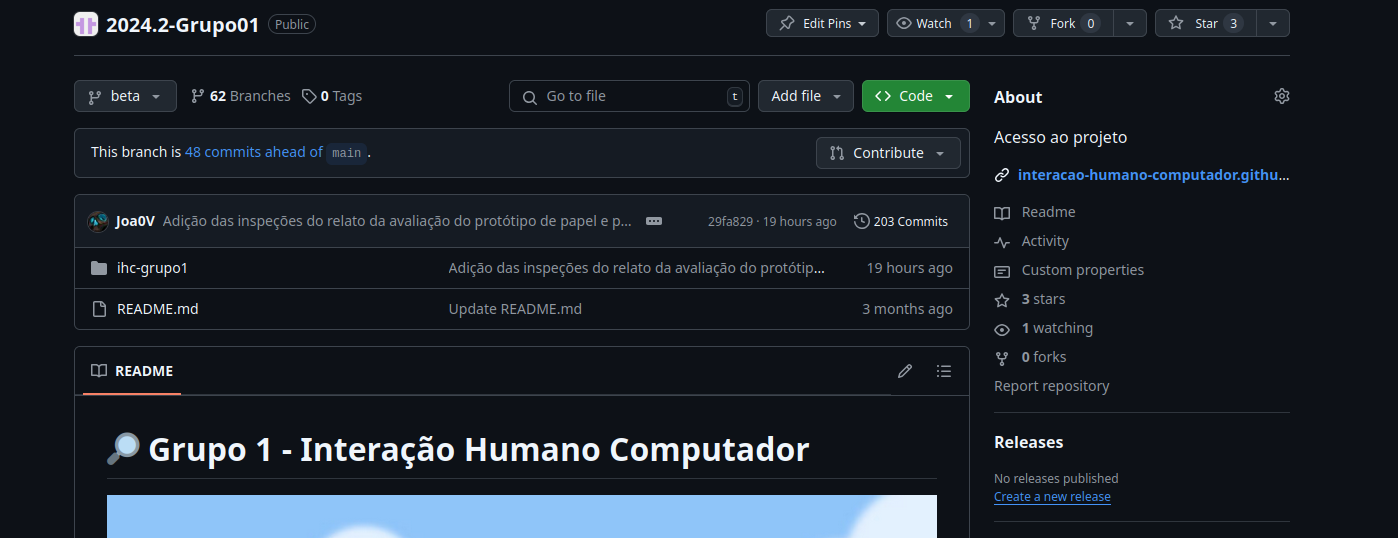 2024.2-Grupo01 Public Edit Pins Watch 1 Fork 0 Star 3
beta 62 Branches 0 Tags Go to file t Add file Code
This branch is 48 commits ahead of main .
Contribute
Joa0V Adição das inspeções do relato da avaliação do protótipo de papel e p... 29fa829 · 19 hours ago 203 Commits
ihc-grupo1 Adição das inspeções do relato da avaliação do protótip... 19 hours ago
README.md Update README.md 3 months ago
README
Grupo 1 - Interação Humano Computador
About
Acesso ao projeto
interacao-humano-computador.githu...
Readme
Activity
Custom properties
3 stars
1 watching
0 forks
Report repository
Releases
No releases published
Create a new release